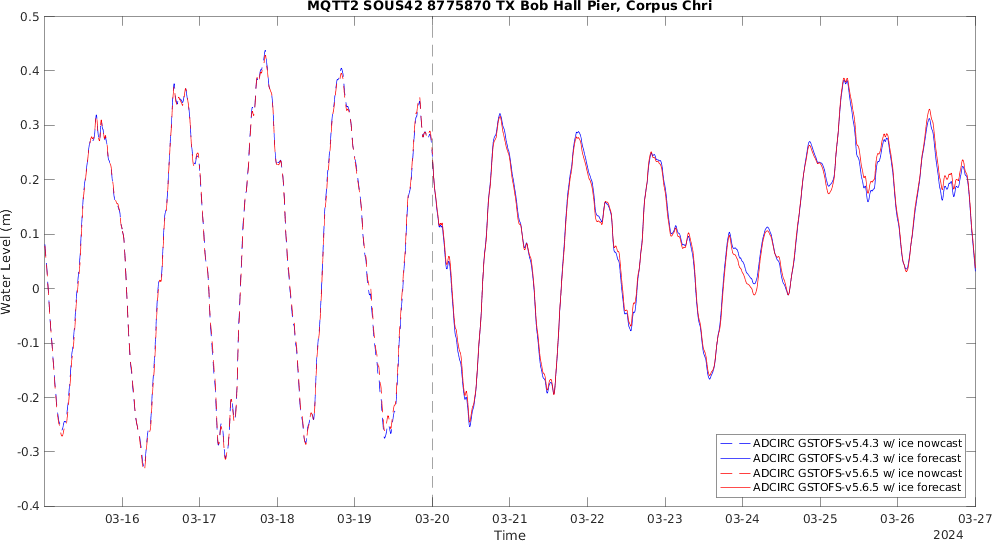 MQTT2 SOUS42 8775870 TX Bob Hall Pier, Corpus Chri
0.5
0.4
0.3
0.2
0.1
0
-0.1
-0.2
-0.3
-0.4
Water Level (m)
ADCIRC GSTOFS-v5.4.3 w/ ice nowcast
ADCIRC GSTOFS-v5.4.3 w/ ice forecast
ADCIRC GSTOFS-v5.6.5 w/ ice nowcast
ADCIRC GSTOFS-v5.6.5 w/ ice forecast
03-16 03-17 03-18 03-19 03-20 03-21 03-22 03-23 03-24 03-25 03-26 03-27
Time
2024